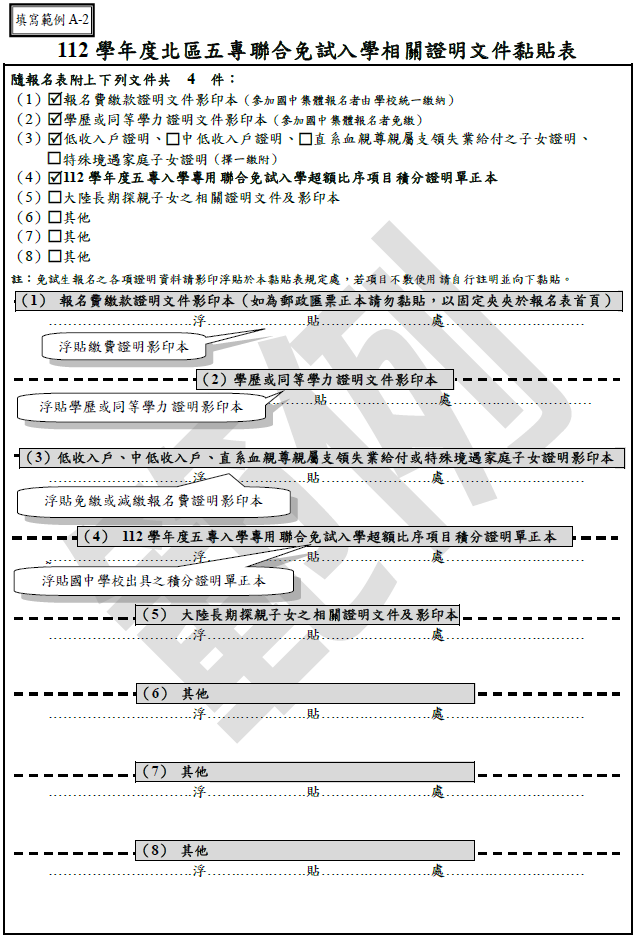 填寫範例 A-2
112 學年度北區五專聯合免試入學相關證明文件黏貼表
隨報名表附上下列文件共 4 件：
(1) ☑報名費繳款證明文件影印本（參加國中集體報名者由學校統一繳納）
(2) ☑學歷或同等學力證明文件影印本（參加國中集體報名者免繳）
(3) ☑低收入戶證明、☐中低收入戶證明、☐直系血親尊親屬支領失業給付之子女證明、
☐特殊境遇家庭子女證明（擇一繳附）
(4) ☑112 學年度五專入學專用聯合免試入學超額比序項目積分證明單正本
(5) ☐大陸長期探親子女之相關證明文件及影印本
(6) ☐其他
(7) ☐其他
(8) ☐其他
註：免試生報名之各項證明資料請影印浮貼於本黏貼表規定處，若項目不敷使用請自行註明並向下黏貼。
(1) 報名費繳款證明文件影印本（如為郵政匯票正本請勿黏貼，以固定夾夾於報名表首頁）
浮……貼……處
浮貼繳費證明影印本
(2) 學歷或同等學力證明文件影印本
貼……處
浮貼學歷或同等學力證明影印本
(3) 低收入戶、中低收入戶、直系血親尊親屬支領失業給付或特殊境遇家庭子女證明影印本
浮……貼……處
浮貼免繳或減繳報名費證明影印本
(4) 112 學年度五專入學專用聯合免試入學超額比序項目積分證明單正本
浮……貼……處
浮貼國中學校出具之積分證明單正本
(5) 大陸長期探親子女之相關證明文件及影印本
浮……貼……處
(6) 其他
浮……貼……處
(7) 其他
浮……貼……處
(8) 其他
浮……貼……處
範例